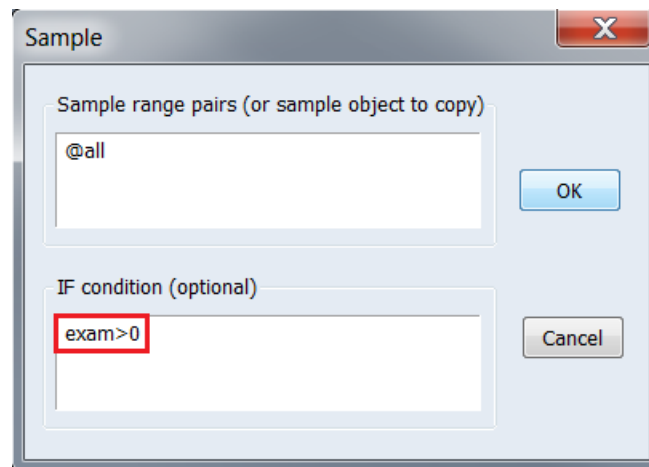 Sample
Sample range pairs (or sample object to copy)
@all
OK
IF condition (optional)
exam>0
Cancel